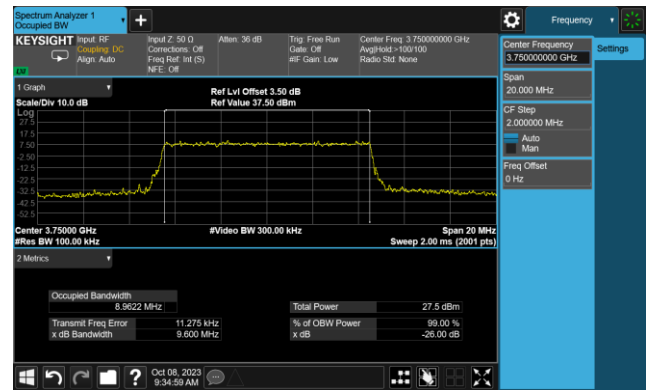 Spectrum Analyzer 1
Occupied BW
Frequency
KEYSIGHT
Input: RF
Coupling: DC
Align: Auto
Input Z: 50 Ω
Corrections: Off
Freq Ref: Int (S)
NFE: Off
Atten: 36 dB
Trig: Free Run
Gate: Off
#IF Gain: Low
Center Freq: 3.750000000 GHz
Avg|Hold:>100/100
Radio Std: None
LXI
Center Frequency
3.750000000 GHz
Settings
Span
20.000 MHz
CF Step
2.000000 MHz
Auto
Man
Freq Offset
0 Hz
1 Graph
Scale/Div 10.0 dB
Ref Lvl Offset 3.50 dB
Ref Value 37.50 dBm
Log
27.5
17.5
7.50
-2.50
-12.5
-22.5
-32.5
-42.5
-52.5
Center 3.75000 GHz
#Res BW 100.00 kHz
#Video BW 300.00 kHz
Span 20 MHz
Sweep 2.00 ms (2001 pts)
2 Metrics
Occupied Bandwidth
8.9622 MHz
Total Power 27.5 dBm
Transmit Freq Error 11.275 kHz
% of OBW Power 99.00 %
x dB Bandwidth 9.600 MHz
x dB -26.00 dB
?
Oct 08, 2023
9:34:59 AM